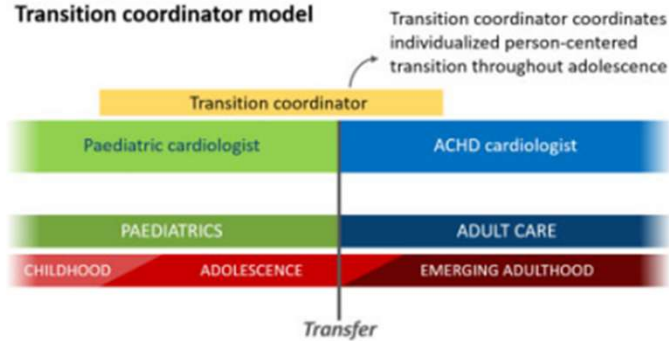 Transition coordinator model
Transition coordinator coordinates
individualized person-centered
transition throughout adolescence
Transition coordinator
Paediatric cardiologist
ACHD cardiologist
PAEDIATRICS
ADULT CARE
CHILDHOOD
ADOLESCENCE
EMERGING ADULTHOOD
Transfer